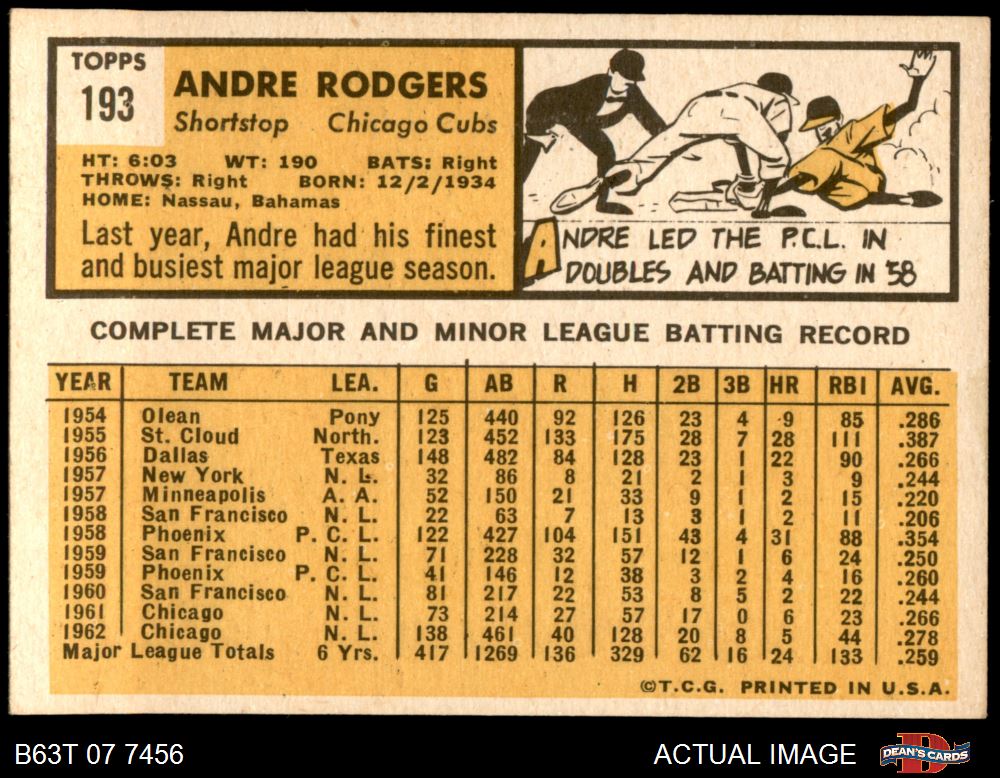 TOPPS
193
ANDRE RODGERS
Shortstop Chicago Cubs
HT: 6:03 WT: 190 BATS: Right
THROWS: Right BORN: 12/2/1934
HOME: Nassau, Bahamas
Last year, Andre had his finest
and busiest major league season.
ANDRE LED THE P.C.L. IN
DOUBLES AND BATTING IN '58
COMPLETE MAJOR AND MINOR LEAGUE BATTING RECORD
YEAR TEAM LEA. G AB R H 2B 3B HR RBI AVG.
1954 Olean Pony 125 440 92 126 23 4 9 85 .286
1955 St. Cloud North. 123 452 133 175 28 7 28 111 .387
1956 Dallas Texas 148 482 84 128 23 1 22 90 .266
1957 New York N. L. 32 86 8 21 2 1 3 9 .244
1957 Minneapolis A. A. 52 150 21 33 9 1 2 15 .220
1958 San Francisco N. L. 22 63 7 13 3 1 2 11 .206
1958 Phoenix P. C. L. 122 427 104 151 43 4 31 88 .354
1959 San Francisco N. L. 71 228 32 57 12 1 6 24 .250
1959 Phoenix P. C. L. 41 146 12 38 3 2 4 16 .260
1960 San Francisco N. L. 81 217 22 53 8 5 2 22 .244
1961 Chicago N. L. 73 214 27 57 17 0 6 23 .266
1962 Chicago N. L. 138 461 40 128 20 8 5 44 .278
Major League Totals 6 Yrs. 417 1269 136 329 62 16 24 133 .259
©T.C.G. PRINTED IN U.S.A.
B63T 07 7456 ACTUAL IMAGE DEAN'S CARDS